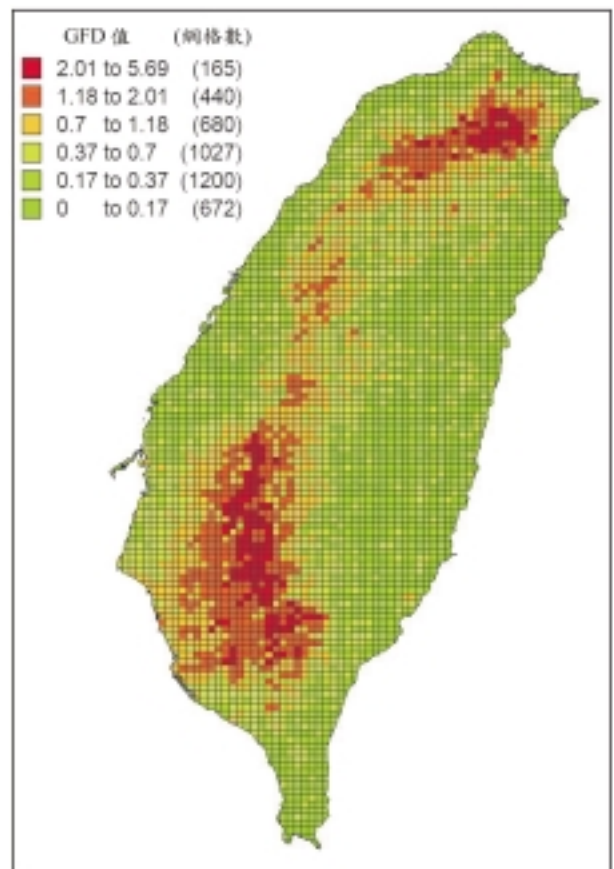 GFD 值 (網格數)
2.01 to 5.69 (165)
1.18 to 2.01 (440)
0.7 to 1.18 (680)
0.37 to 0.7 (1027)
0.17 to 0.37 (1200)
0 to 0.17 (672)